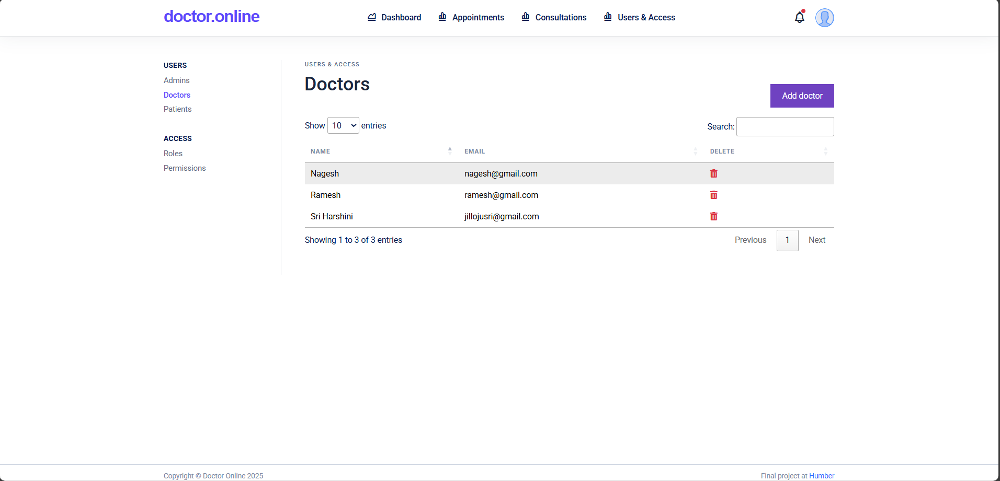 doctor.online
Dashboard Appointments Consultations Users & Access
USERS
Admins
Doctors
Patients
ACCESS
Roles
Permissions
USERS & ACCESS
Doctors
Add doctor
Show 10 entries
Search:
NAME EMAIL DELETE
Nagesh nagesh@gmail.com
Ramesh ramesh@gmail.com
Sri Harshini jillojusri@gmail.com
Showing 1 to 3 of 3 entries
Previous 1 Next
Copyright © Doctor Online 2025
Final project at Humber